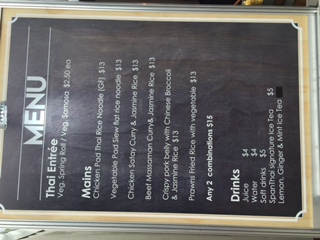 MENU
Thai Entrée
Veg. Spring Roll / Veg. Samosa $2.50 ea
Mains
Chicken Pad Thai Rice Noodle (GF) $13
Vegetable Pad Siew flat rice noodle $13
Chicken Satay Curry & Jasmine Rice $13
Beef Massaman Curry& Jasmine Rice $13
Crispy pork belly with Chinese Broccoli
& Jasmine Rice $13
Prawns Fried Rice with vegetable $13
Any 2 combinations $15
Drinks
Juice $4
Water $4
Soft drinks $5
SpanThai signature Ice Tea $5
Lemon, Ginger & Mint Ice Tea